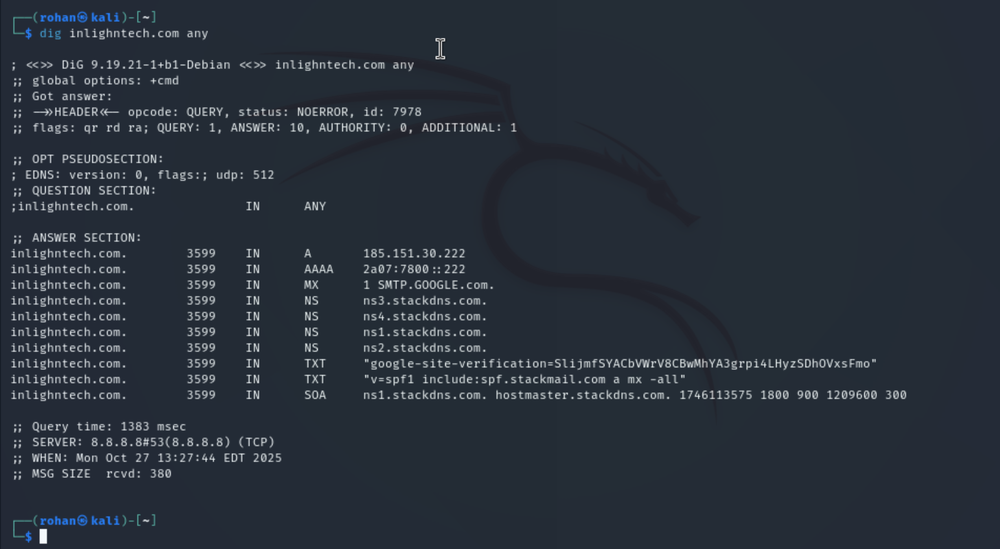 ┌──(rohan㉿kali)-[~]
└─$ dig inlighntech.com any

; <<>> DiG 9.19.21-1+b1-Debian <<>> inlighntech.com any
;; global options: +cmd
;; Got answer:
;; ->>HEADER<<- opcode: QUERY, status: NOERROR, id: 7978
;; flags: qr rd ra; QUERY: 1, ANSWER: 10, AUTHORITY: 0, ADDITIONAL: 1

;; OPT PSEUDOSECTION:
; EDNS: version: 0, flags:; udp: 512
;; QUESTION SECTION:
;inlighntech.com. IN ANY

;; ANSWER SECTION:
inlighntech.com. 3599 IN A 185.151.30.222
inlighntech.com. 3599 IN AAAA 2a07:7800::222
inlighntech.com. 3599 IN MX 1 SMTP.GOOGLE.com.
inlighntech.com. 3599 IN NS ns3.stackdns.com.
inlighntech.com. 3599 IN NS ns4.stackdns.com.
inlighntech.com. 3599 IN NS ns1.stackdns.com.
inlighntech.com. 3599 IN NS ns2.stackdns.com.
inlighntech.com. 3599 IN TXT "google-site-verification=SlijmfSYACbVWrV8CBwMhYA3grpi4LHyzSDhOVxsFmo"
inlighntech.com. 3599 IN TXT "v=spf1 include:spf.stackmail.com a mx -all"
inlighntech.com. 3599 IN SOA ns1.stackdns.com. hostmaster.stackdns.com. 1746113575 1800 900 1209600 300

;; Query time: 1383 msec
;; SERVER: 8.8.8.8#53(8.8.8.8) (TCP)
;; WHEN: Mon Oct 27 13:27:44 EDT 2025
;; MSG SIZE  rcvd: 380

┌──(rohan㉿kali)-[~]
└─$